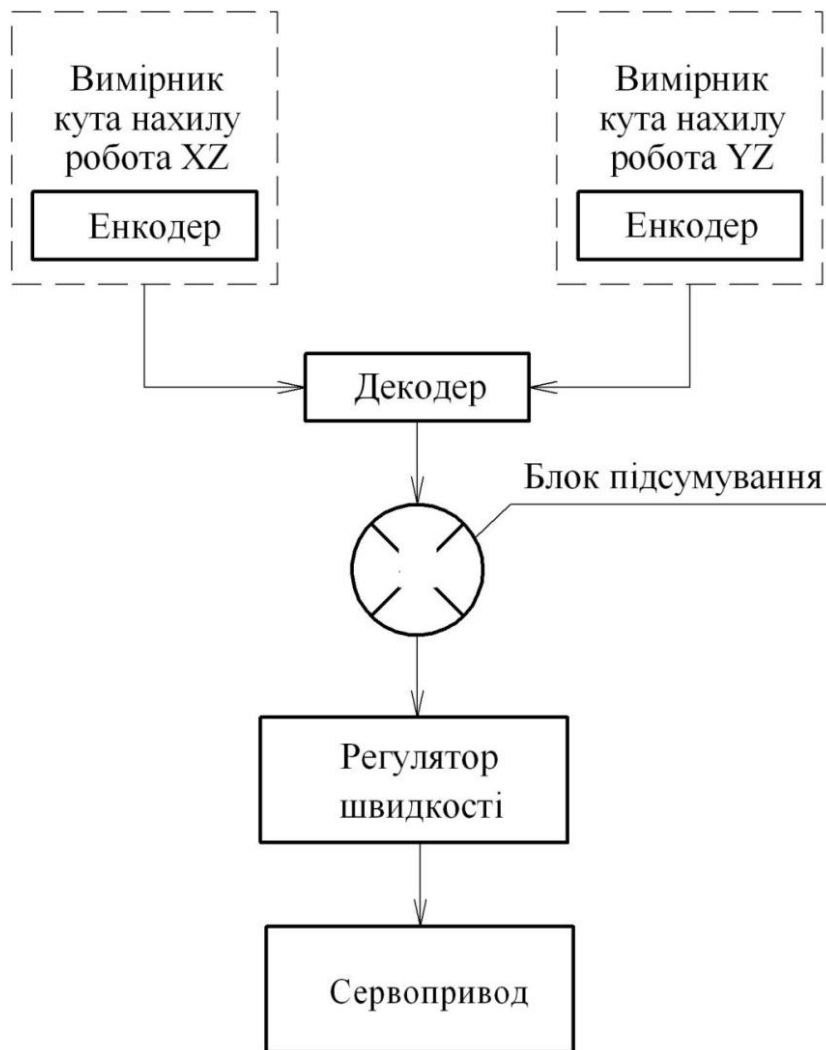 Вимірник
кута нахилу
робота XZ
Енкодер
Вимірник
кута нахилу
робота YZ
Енкодер
Декодер
Блок підсумування
Регулятор
швидкості
Сервопривод